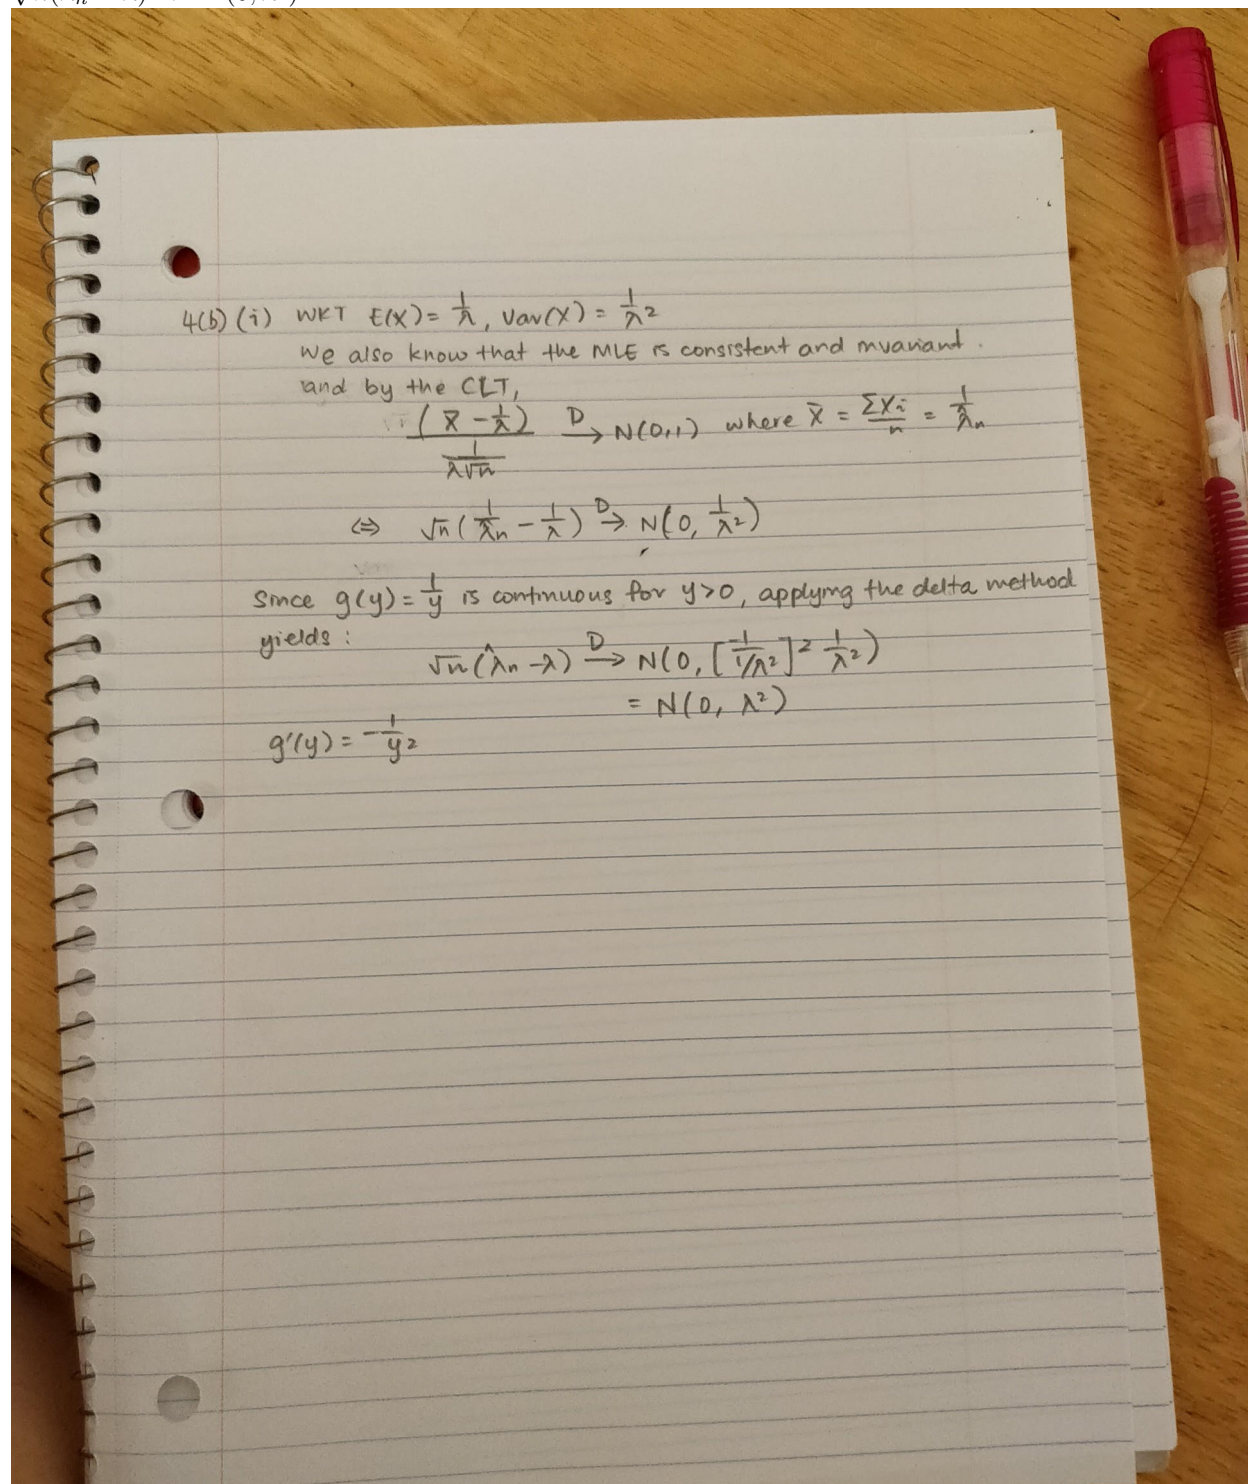 4(b) (i) WKT E(X) = 1/λ, Var(X) = 1/λ²
We also know that the MLE is consistent and invariant.
and by the CLT,
(X̄ - 1/λ) / (1/(λ√n)) →ᴰ N(0,1) where X̄ = ΣXi/n = 1/λ̂n
⇔ √n(1/λ̂n - 1/λ) →ᴰ N(0, 1/λ²)
Since g(y) = 1/y is continuous for y>0, applying the delta method
yields:
√n(λ̂n - λ) →ᴰ N(0, [-1/(1/λ²)]² 1/λ²)
= N(0, λ²)
g'(y) = -1/y²